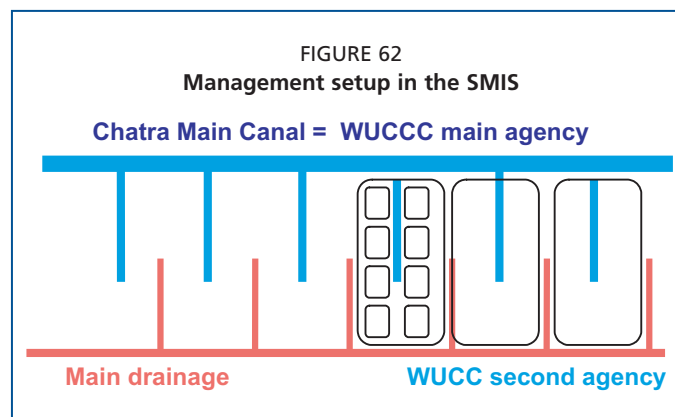 FIGURE 62
Management setup in the SMIS
Chatra Main Canal = WUCCC main agency
Main drainage
WUCC second agency